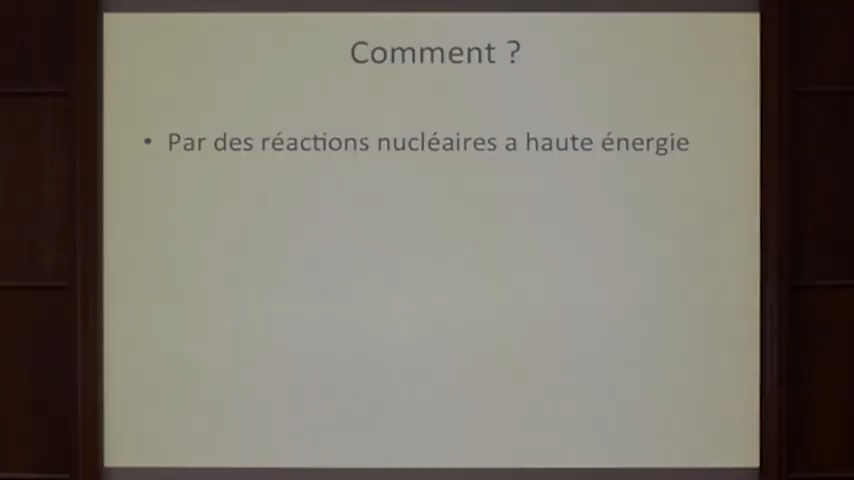 Comment ?
• Par des réactions nucléaires a haute énergie